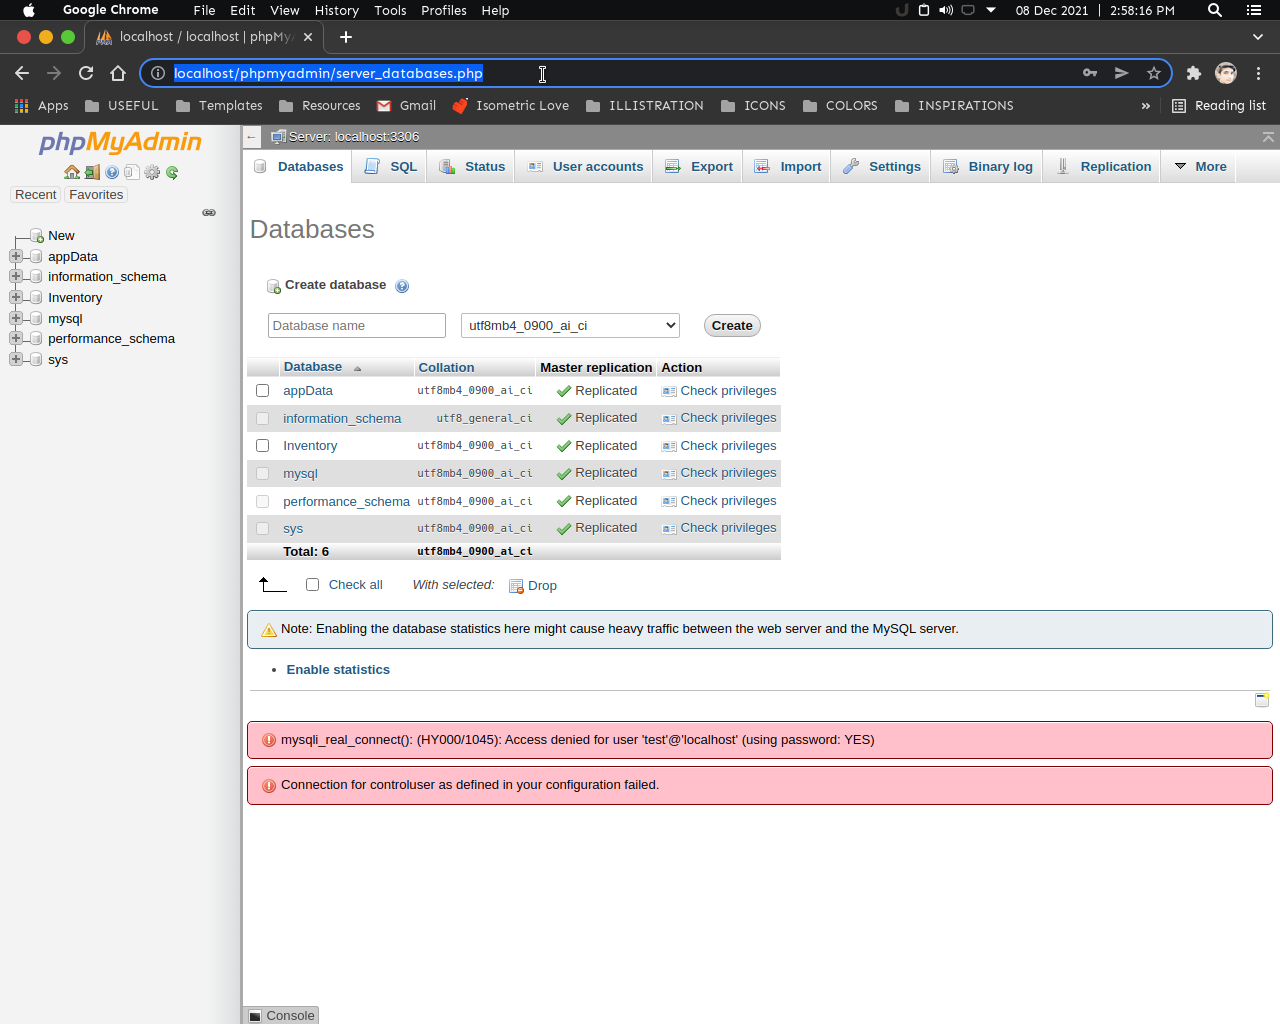 Google Chrome File Edit View History Tools Profiles Help 08 Dec 2021 | 2:58:16 PM
localhost / localhost | phpMy
localhost/phpmyadmin/server_databases.php
Apps USEFUL Templates Resources Gmail Isometric Love ILLISTRATION ICONS COLORS INSPIRATIONS » Reading list
phpMyAdmin
Recent Favorites
New
appData
information_schema
Inventory
mysql
performance_schema
sys
Server: localhost:3306
Databases SQL Status User accounts Export Import Settings Binary log Replication More
Databases
Create database
Database name utf8mb4_0900_ai_ci Create
Database Collation Master replication Action
appData utf8mb4_0900_ai_ci Replicated Check privileges
information_schema utf8_general_ci Replicated Check privileges
Inventory utf8mb4_0900_ai_ci Replicated Check privileges
mysql utf8mb4_0900_ai_ci Replicated Check privileges
performance_schema utf8mb4_0900_ai_ci Replicated Check privileges
sys utf8mb4_0900_ai_ci Replicated Check privileges
Total: 6 utf8mb4_0900_ai_ci
Check all With selected: Drop
Note: Enabling the database statistics here might cause heavy traffic between the web server and the MySQL server.
• Enable statistics
mysqli_real_connect(): (HY000/1045): Access denied for user 'test'@'localhost' (using password: YES)
Connection for controluser as defined in your configuration failed.
Console